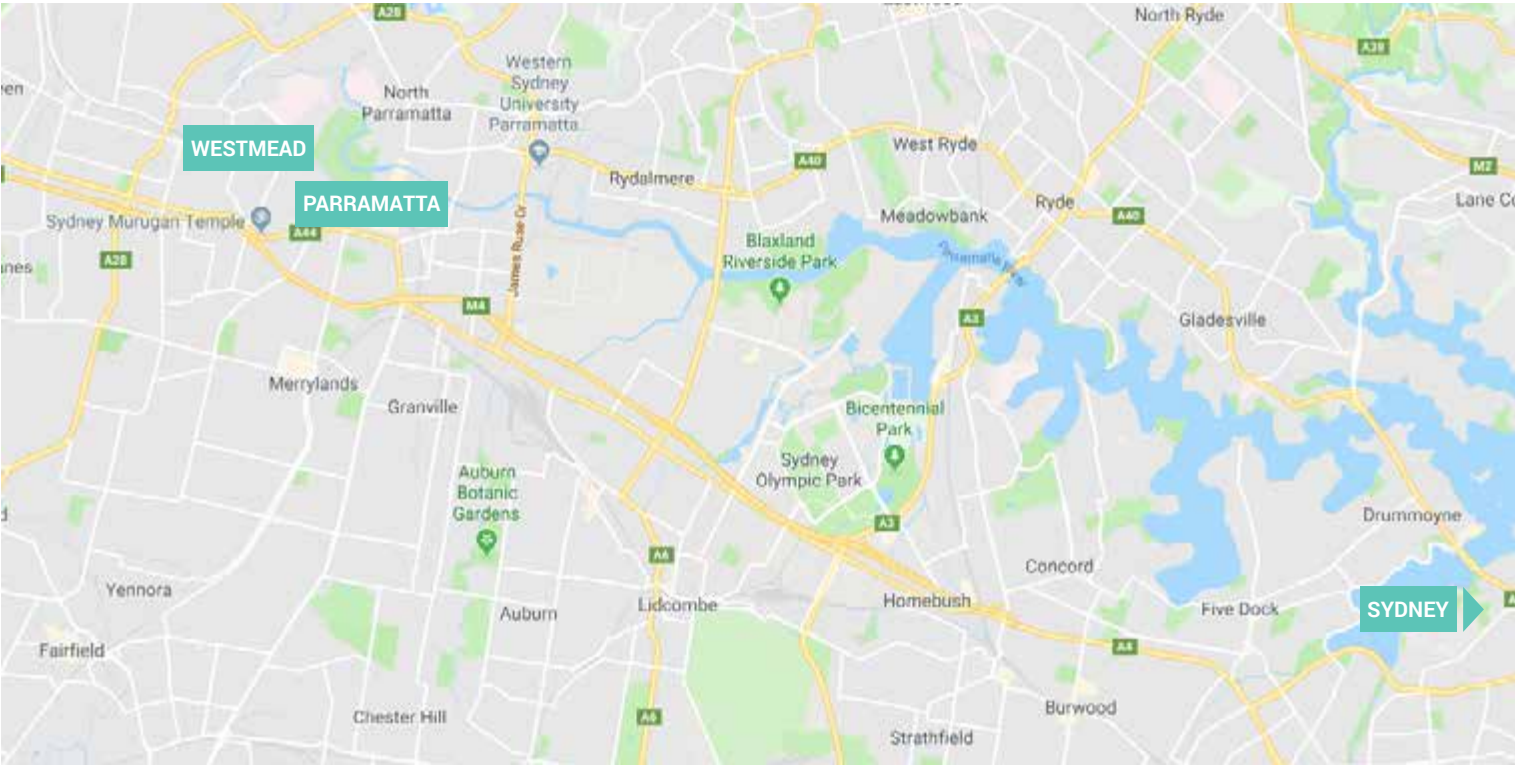 A28
North Ryde
A39
Western
Sydney
University
Parramatta
North
Parramatta
WESTMEAD
A40
West Ryde
M2
Rydalmere
PARRAMATTA
Ryde
Lane Co
Meadowbank
A40
Sydney Murugan Temple
A44
Blaxland
Riverside Park
Parramatta River
A28
James Ruse Dr
M4
A3
Gladesville
Merrylands
Granville
Bicentennial
Park
Sydney
Olympic Park
Auburn
Botanic
Gardens
Drummoyne
A3
A6
Concord
Yennora
Auburn
Lidcombe
Homebush
Five Dock
SYDNEY
Fairfield
A4
Chester Hill
A6
Burwood
Strathfield